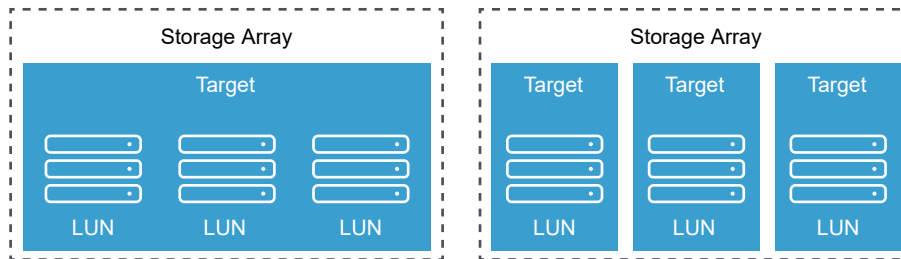 Storage Array
Target
LUN LUN LUN
Storage Array
Target Target Target
LUN LUN LUN